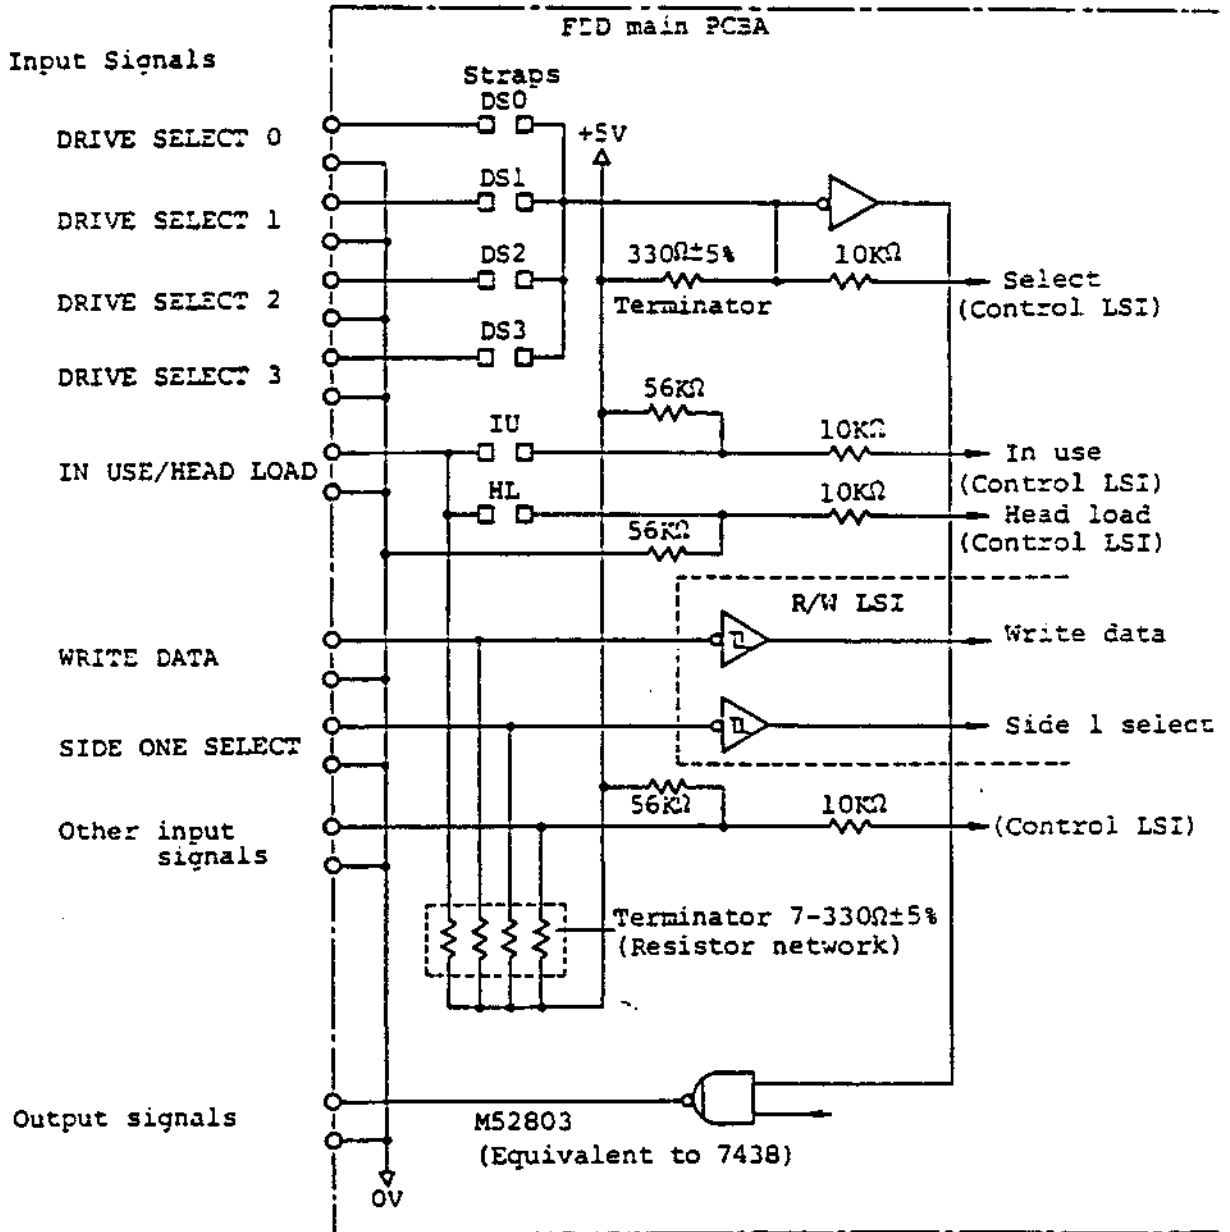 FDD main PCBA
Input Signals
Straps
DS0
DRIVE SELECT 0
+5V
DS1
DRIVE SELECT 1
DS2
330Ω±5%
10KΩ
DRIVE SELECT 2
Terminator
Select
(Control LSI)
DS3
DRIVE SELECT 3
56KΩ
IU
10KΩ
IN USE/HEAD LOAD
In use
(Control LSI)
HL
10KΩ
Head load
(Control LSI)
56KΩ
R/W LSI
WRITE DATA
Write data
SIDE ONE SELECT
Side 1 select
56KΩ
10KΩ
Other input
signals
(Control LSI)
Terminator 7-330Ω±5%
(Resistor network)
Output signals
M52803
(Equivalent to 7438)
0V